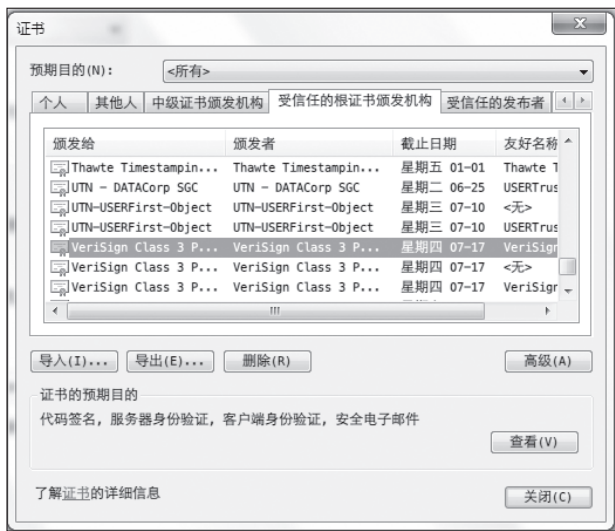 证书
预期目的(N): <所有>
个人 其他人 中级证书颁发机构 受信任的根证书颁发机构 受信任的发布者
颁发给 颁发者 截止日期 友好名称
Thawte Timestampin... Thawte Timestampin... 星期五 01-01 Thawte T
UTN - DATACorp SGC UTN - DATACorp SGC 星期二 06-25 USERTrus
UTN-USERFirst-Object UTN-USERFirst-Object 星期三 07-10 <无>
UTN-USERFirst-Object UTN-USERFirst-Object 星期三 07-10 USERTrus
VeriSign Class 3 P... VeriSign Class 3 P... 星期四 07-17 VeriSign
VeriSign Class 3 P... VeriSign Class 3 P... 星期四 07-17 <无>
VeriSign Class 3 P... VeriSign Class 3 P... 星期四 07-17 VeriSign
导入(I)... 导出(E)... 删除(R) 高级(A)
证书的预期目的
代码签名, 服务器身份验证, 客户端身份验证, 安全电子邮件
查看(V)
了解证书的详细信息
关闭(C)